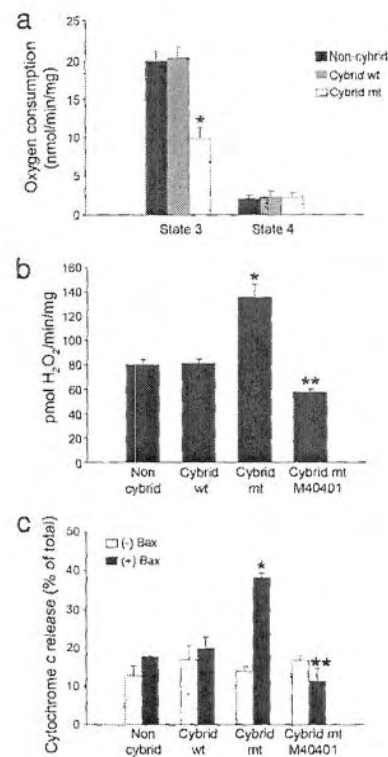 a
Oxygen consumption
(nmol/min/mg)
25
20
15
10
5
0
Non-cybrid
Cybrid wt
Cybrid mt
*
State 3
State 4
b
pmol H₂O₂/min/mg
160
140
120
100
80
60
40
20
0
*
**
Non
cybrid
Cybrid
wt
Cybrid
mt
Cybrid mt
M40401
c
Cytochrome c release (% of total)
50
40
30
20
10
0
(-) Bax
(+) Bax
*
**
Non
cybrid
Cybrid
wt
Cybrid
mt
Cybrid mt
M40401